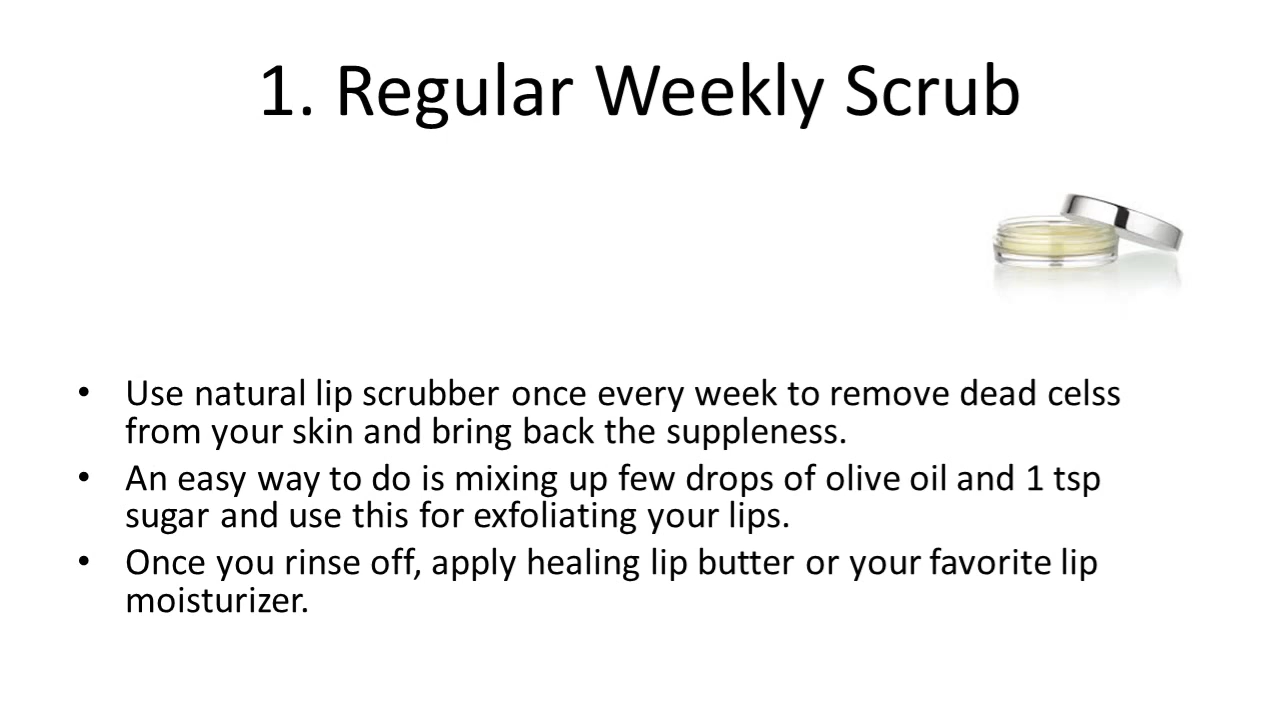 1. Regular Weekly Scrub
• Use natural lip scrubber once every week to remove dead celss
from your skin and bring back the suppleness.
• An easy way to do is mixing up few drops of olive oil and 1 tsp
sugar and use this for exfoliating your lips.
• Once you rinse off, apply healing lip butter or your favorite lip
moisturizer.